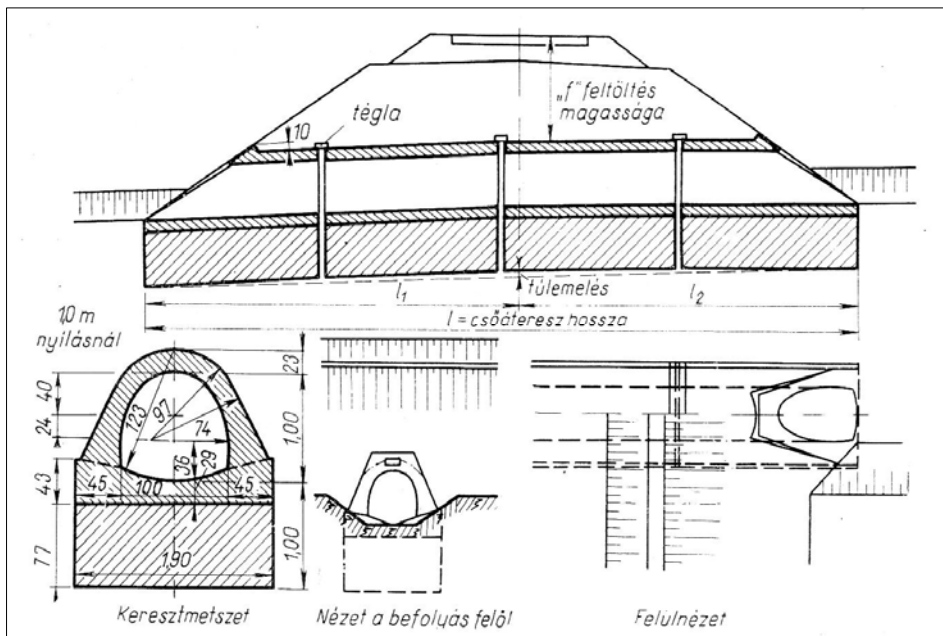 „f" feltöltés
magassága
tégla
10
túlemelés
l₁
l₂
l = csőáteresz hossza
1,0 m
nyílásnál
40
24
43
77
123
97
74
36
29
45
100
45
1,90
23
1,00
1,00
Keresztmetszet
Nézet a befolyás felöl
Felülnézet